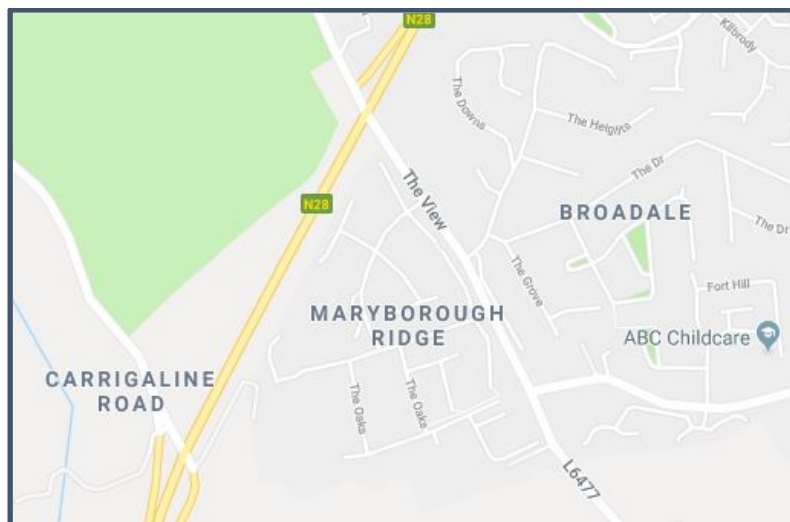 N28
Kilbrody
The Downs
The Heights
The Dr
N28
The View
BROADALE
The Dr
The Grove
Fort Hill
MARYBOROUGH
RIDGE
ABC Childcare
CARRIGALINE
ROAD
The Oaks
The Oaks
L6477